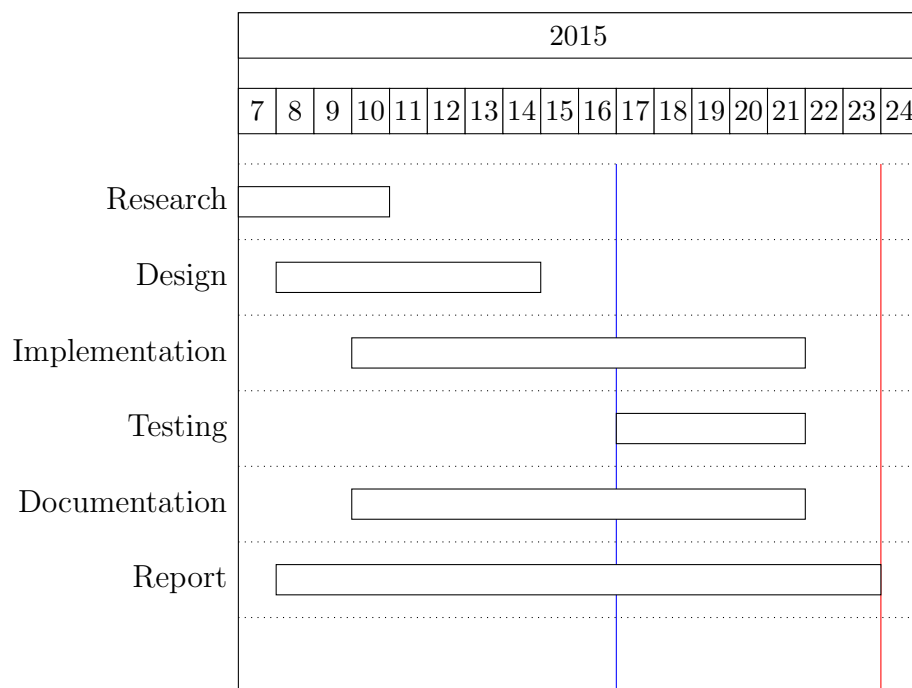 2015
7 8 9 10 11 12 13 14 15 16 17 18 19 20 21 22 23 24
Research
Design
Implementation
Testing
Documentation
Report